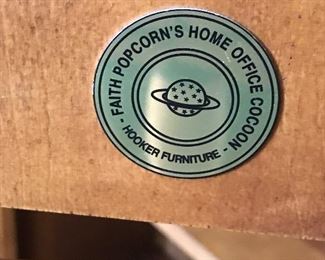 - FAITH POPCORN'S HOME OFFICE COCOON -
HOOKER FURNITURE